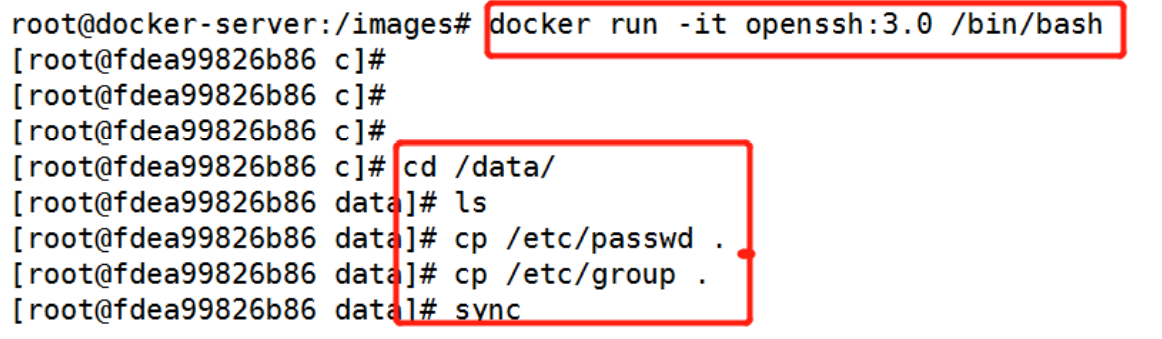 root@docker-server:/images# docker run -it openssh:3.0 /bin/bash
[root@fdea99826b86 c]#
[root@fdea99826b86 c]#
[root@fdea99826b86 c]#
[root@fdea99826b86 c]# cd /data/
[root@fdea99826b86 data]# ls
[root@fdea99826b86 data]# cp /etc/passwd .
[root@fdea99826b86 data]# cp /etc/group .
[root@fdea99826b86 data]# sync